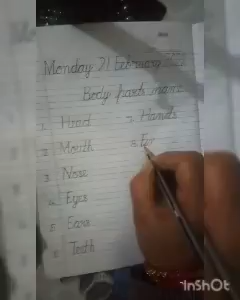 Monday 21 February
Body parts name
1. Head
2. Mouth
3. Nose
4. Eyes
5. Ears
6. Teeth
7. Hands
8.
InShOt